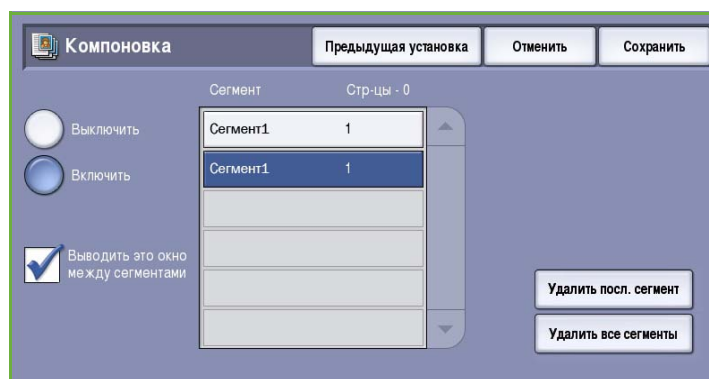 Компоновка
Предыдущая установка
Отменить
Сохранить
Сегмент Стр-цы - 0
Выключить
Сегмент1 1
Включить
Сегмент1 1
Выводить это окно
между сегментами
Удалить посл. сегмент
Удалить все сегменты